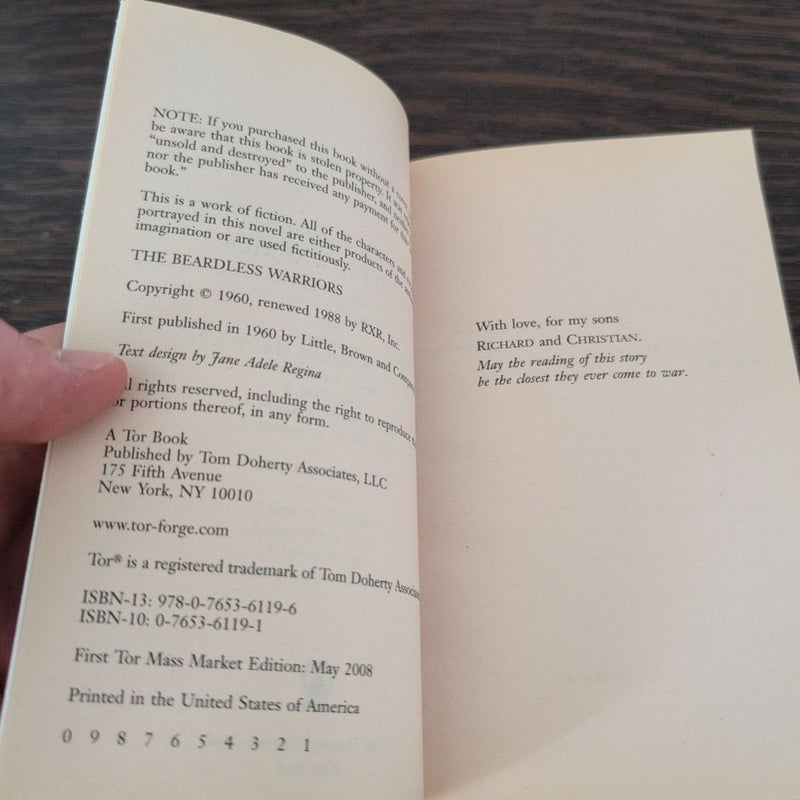 NOTE: If you purchased this book without a
be aware that this book is stolen property. It was
"unsold and destroyed" to the publisher, and neither
nor the publisher has received any payment for this
book."
This is a work of fiction. All of the characters and
portrayed in this novel are either products of the
imagination or are used fictitiously.
THE BEARDLESS WARRIORS
Copyright © 1960, renewed 1988 by RXR, Inc.
First published in 1960 by Little, Brown and Company
Text design by Jane Adele Regina
All rights reserved, including the right to reproduce
or portions thereof, in any form.
A Tor Book
Published by Tom Doherty Associates, LLC
175 Fifth Avenue
New York, NY 10010
www.tor-forge.com
Tor® is a registered trademark of Tom Doherty
ISBN-13: 978-0-7653-6119-6
ISBN-10: 0-7653-6119-1
First Tor Mass Market Edition: May 2008
Printed in the United States of America
0 9 8 7 6 5 4 3 2 1
With love, for my sons
RICHARD and CHRISTIAN.
May the reading of this story
be the closest they ever come to war.